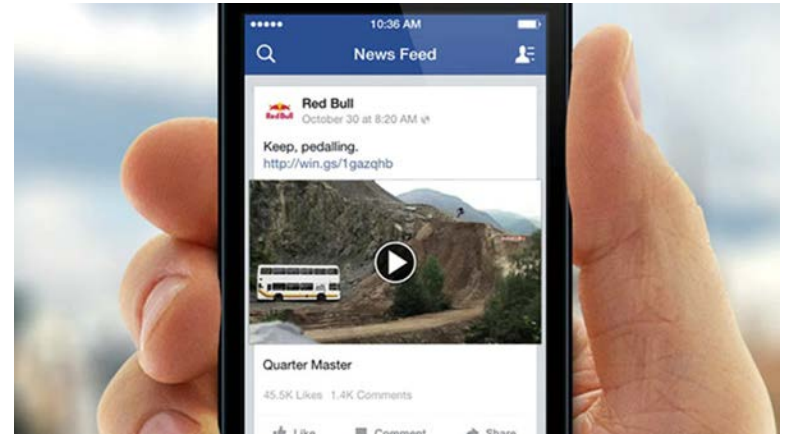 10:36 AM
News Feed
Red Bull
Red Bull
October 30 at 8:20 AM
Keep, pedalling.
http://win.gs/1gazqhb
Quarter Master
45.5K Likes 1.4K Comments
Like Comment Share